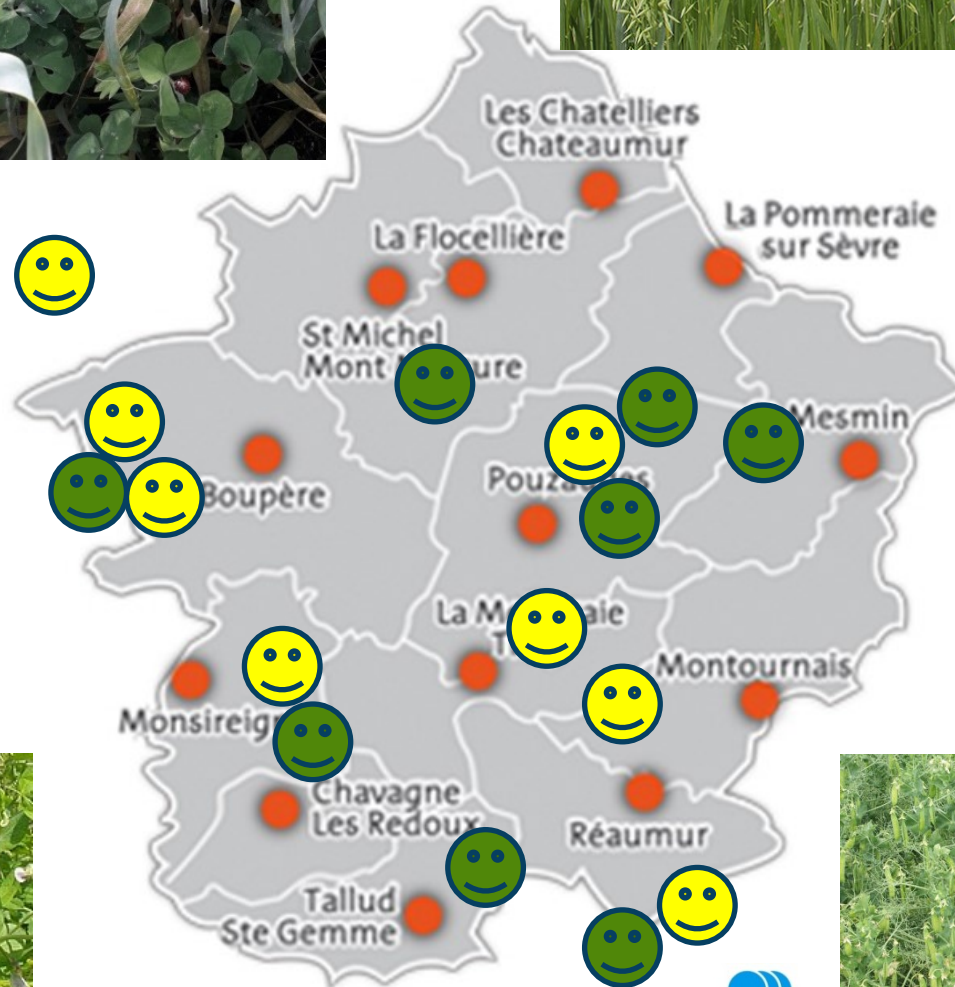 Les Chatelliers
Chateaumur
La Pommeraie
sur Sèvre
La Flocellière
St Michel
Mont
Mesmin
Boupère
Montournais
Chavagne
Les Redoux
Réaumur
Tallud
Ste Gemme